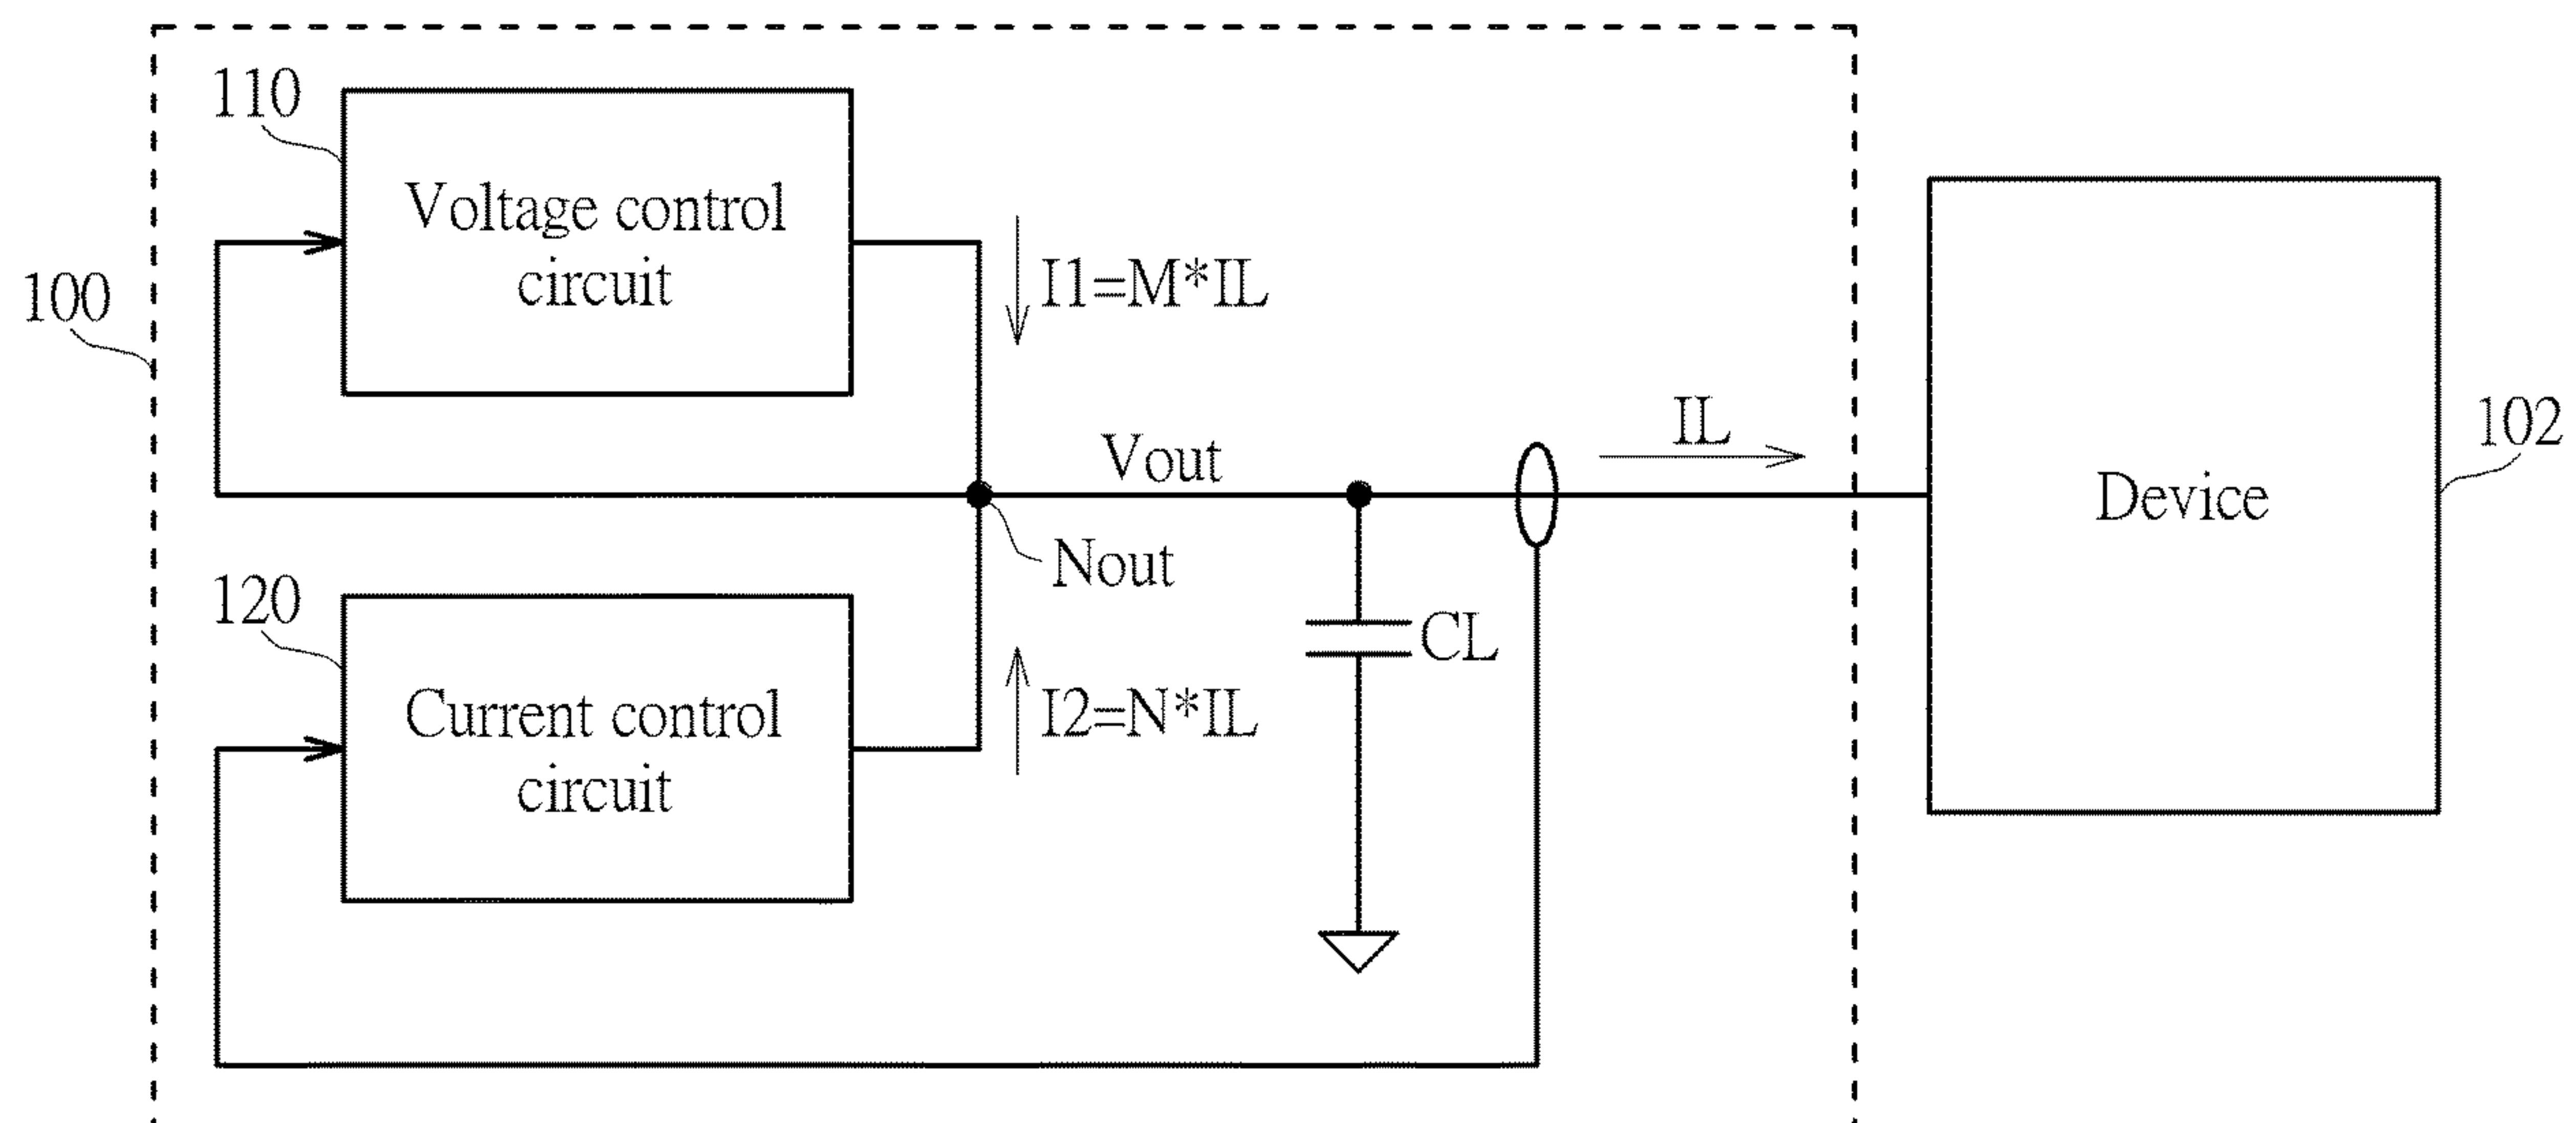 110
Voltage control
circuit
100
I1=M*IL
IL
102
Vout
Device
Nout
120
CL
Current control
circuit
I2=N*IL